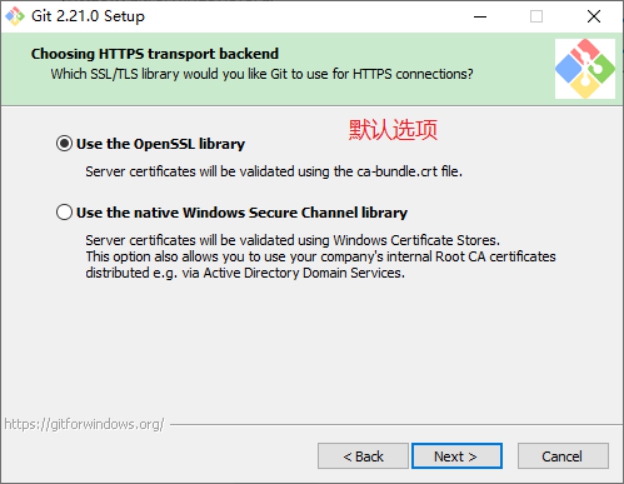 Git 2.21.0 Setup
Choosing HTTPS transport backend
Which SSL/TLS library would you like Git to use for HTTPS connections?
默认选项
Use the OpenSSL library
Server certificates will be validated using the ca-bundle.crt file.
Use the native Windows Secure Channel library
Server certificates will be validated using Windows Certificate Stores.
This option also allows you to use your company's internal Root CA certificates
distributed e.g. via Active Directory Domain Services.
https://gitforwindows.org/
< Back
Next >
Cancel